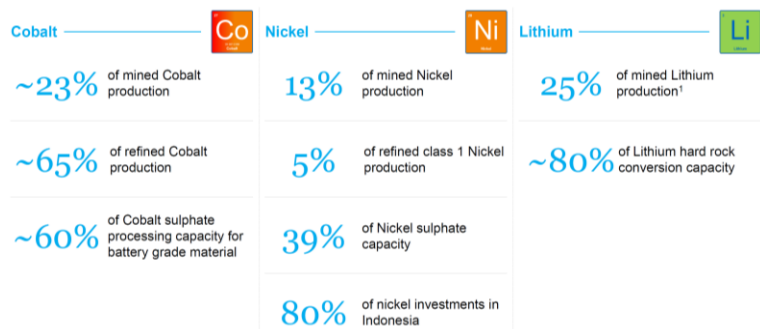 Cobalt
Co
~23%
of mined Cobalt
production
~65%
of refined Cobalt
production
~60%
of Cobalt sulphate
processing capacity for
battery grade material
Nickel
Ni
Nickel
13%
of mined Nickel
production
5%
of refined class 1 Nickel
production
39%
of Nickel sulphate
capacity
80%
of nickel investments in
Indonesia
Lithium
Li
Lithium
25%
of mined Lithium
production¹
~80%
of Lithium hard rock
conversion capacity